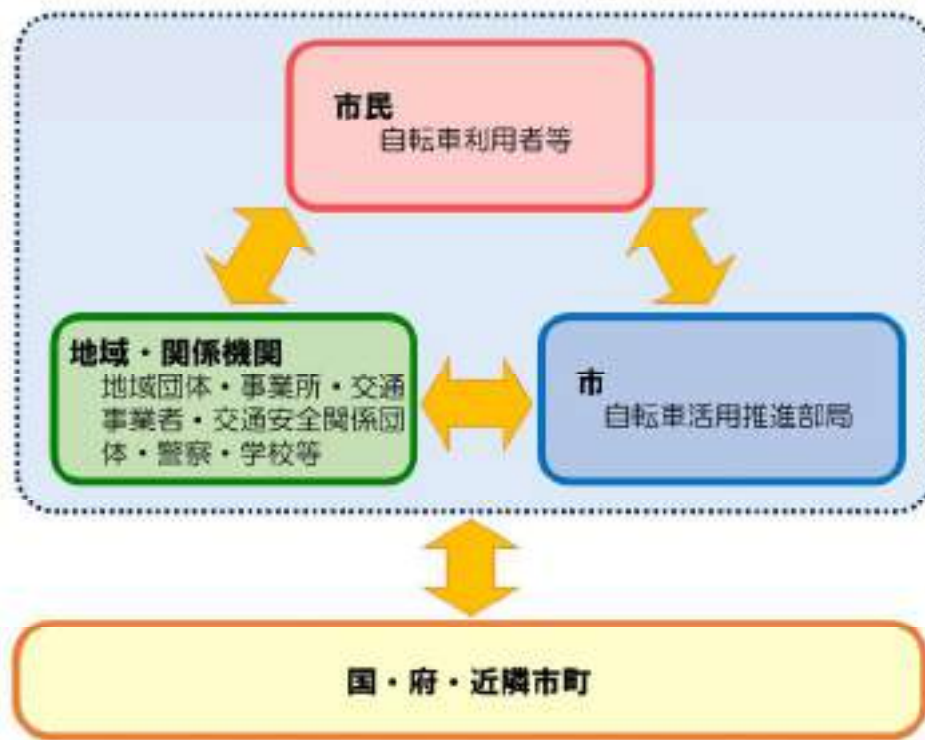 市民
自転車利用者等
地域・関係機関
地域団体・事業所・交通
事業者・交通安全関係団
体・警察・学校等
市
自転車活用推進部局
国・府・近隣市町